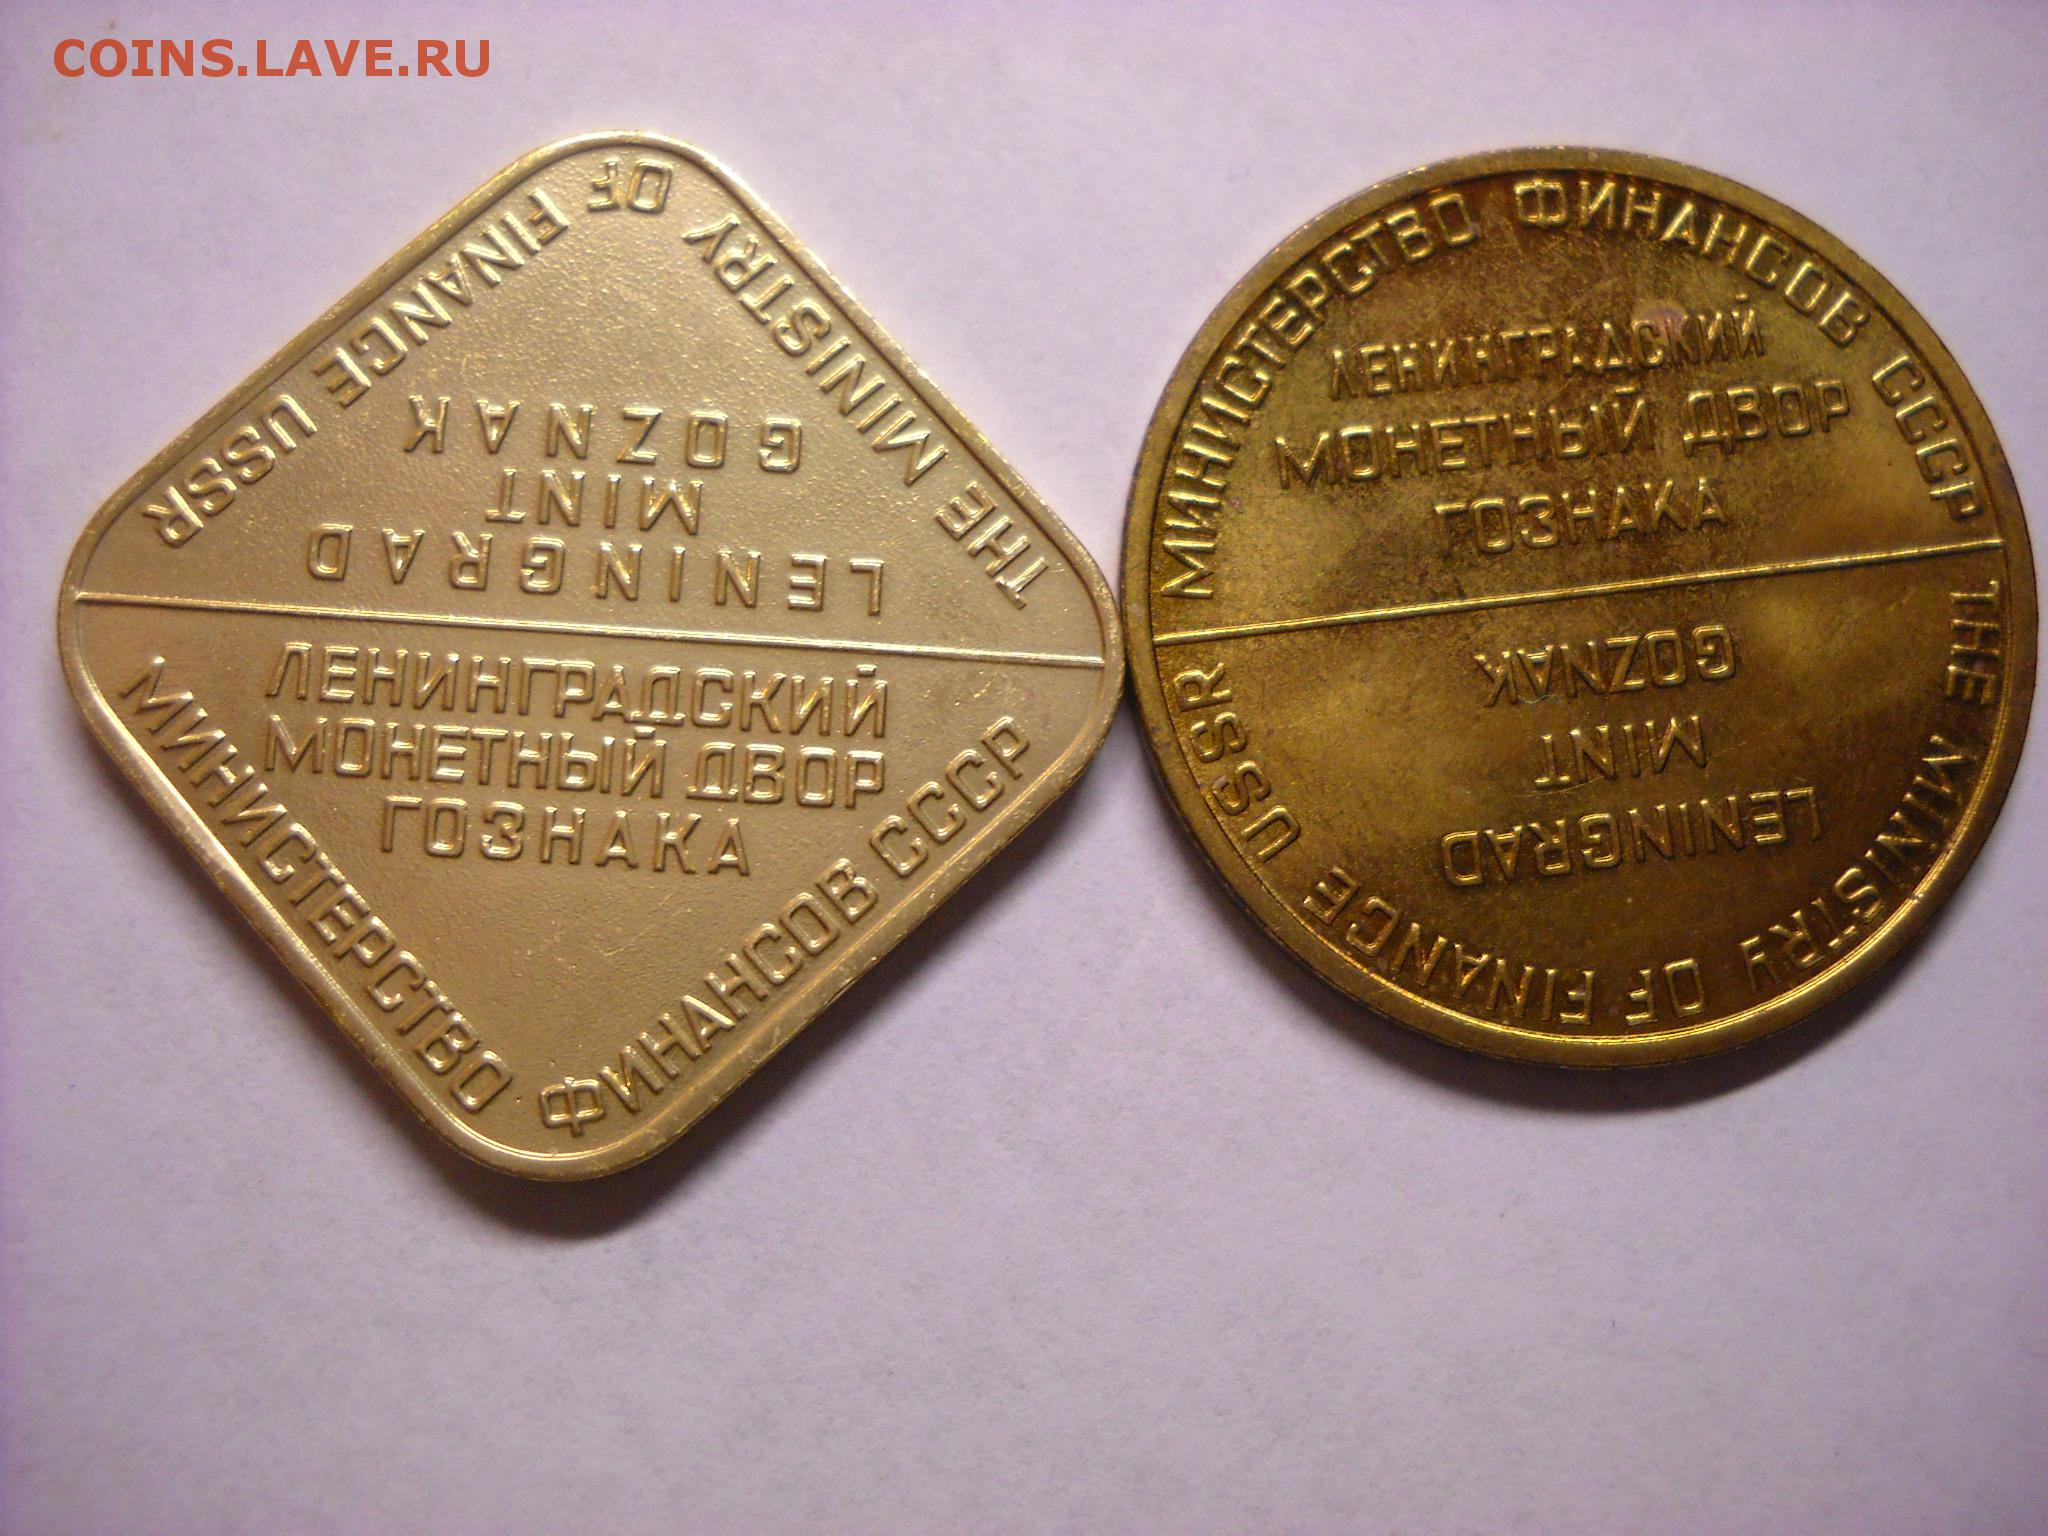 COINS.LAVE.RU
THE MINISTRY OF FINANCE USSR
LENINGRAD
MINT
GOZNAK
ЛЕНИНГРАДСКИЙ
МОНЕТНЫЙ ДВОР
ГОЗНАКА
МИНИСТЕРСТВО ФИНАНСОВ СССР
МИНИСТЕРСТВО ФИНАНСОВ СССР
ЛЕНИНГРАДСКИЙ
МОНЕТНЫЙ ДВОР
ГОЗНАКА
LENINGRAD
MINT
GOZNAK
THE MINISTRY OF FINANCE USSR